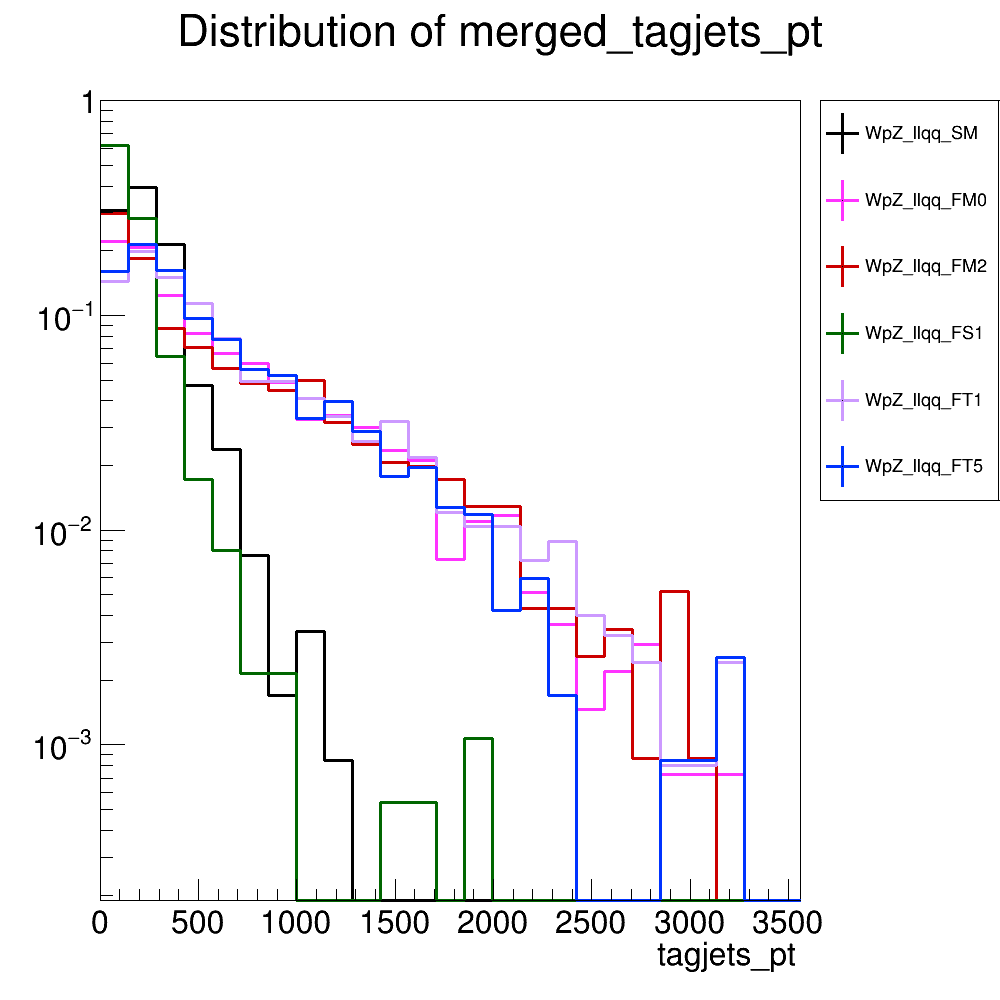 Distribution of merged_tagjets_pt
1
10⁻¹
10⁻²
10⁻³
0 500 1000 1500 2000 2500 3000 3500
tagjets_pt
WpZ_llqq_SM
WpZ_llqq_FM0
WpZ_llqq_FM2
WpZ_llqq_FS1
WpZ_llqq_FT1
WpZ_llqq_FT5